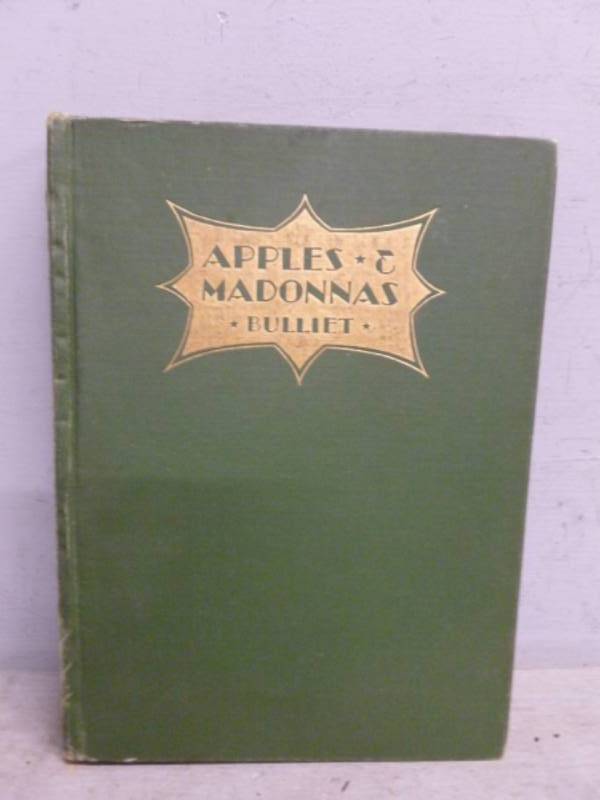 APPLES ★ &
MADONNAS
★ BULLIET ★